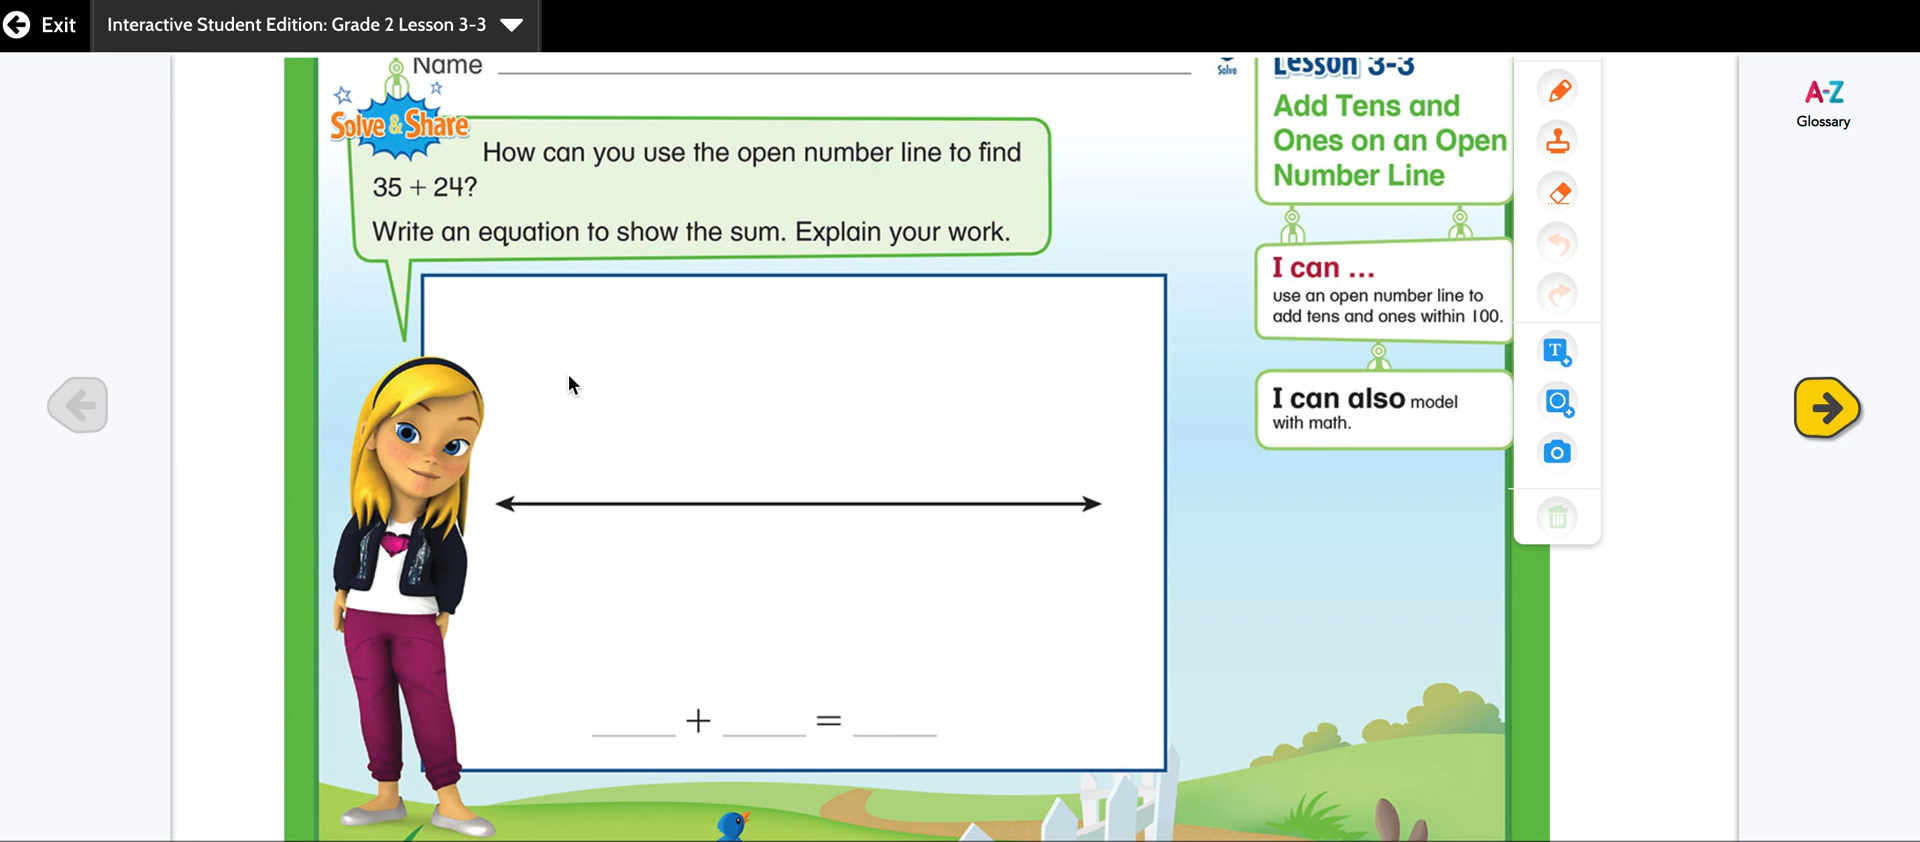 Exit
Interactive Student Edition: Grade 2 Lesson 3-3
Name
Solve
Lesson 3-3
Add Tens and
Ones on an Open
Number Line
Solve & Share
How can you use the open number line to find
35 + 24?
Write an equation to show the sum. Explain your work.
I can ...
use an open number line to
add tens and ones within 100.
I can also model
with math.
+ =
A-Z
Glossary
T